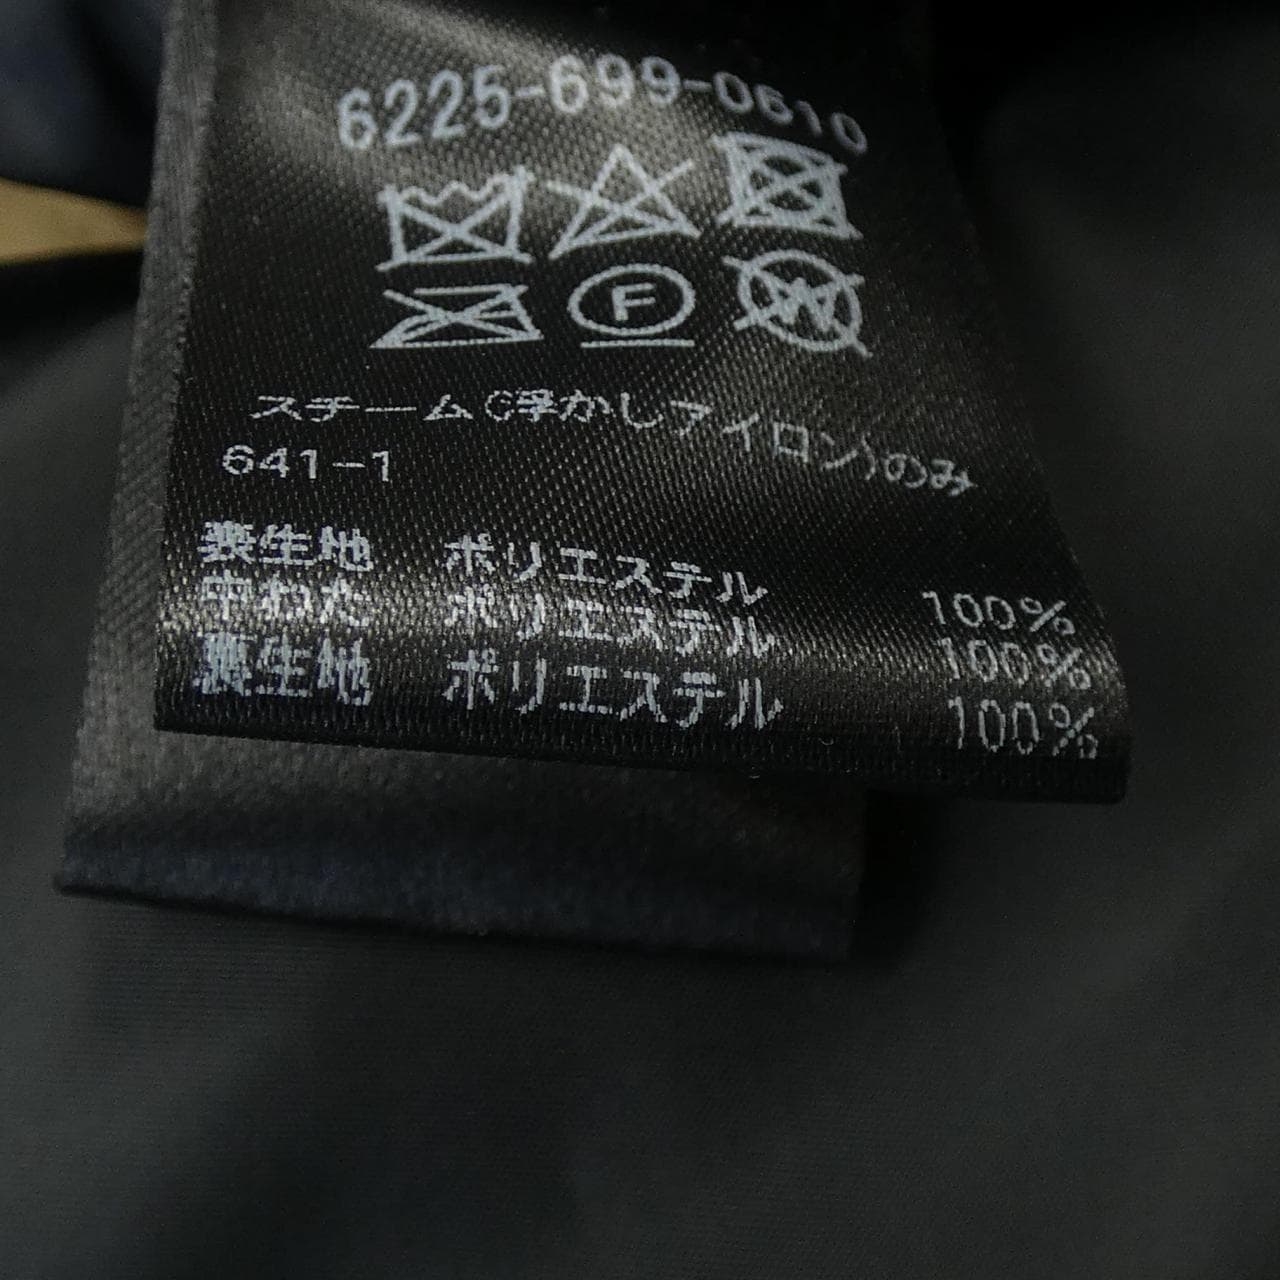 6225-699-0610
F
W
スチーム(浮かしアイロン)のみ
641-1
表生地 ポリエステル 100%
中わた ポリエステル 100%
裏生地 ポリエステル 100%